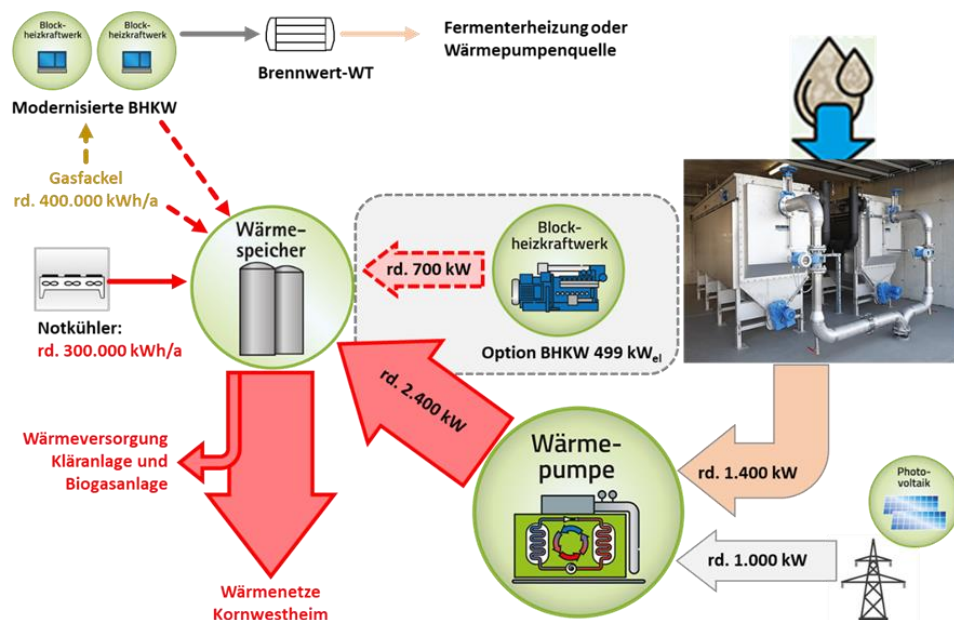 Block-
heizkraftwerk
Block-
heizkraftwerk
Modernisierte BHKW
Brennwert-WT
Fermenterheizung oder
Wärmepumpenquelle
Gasfackel
rd. 400.000 kWh/a
Wärme-
speicher
Notkühler:
rd. 300.000 kWh/a
rd. 700 kW
Block-
heizkraftwerk
Option BHKW 499 kWel
rd. 2.400 kW
Wärmeversorgung
Kläranlage und
Biogasanlage
Wärmenetze
Kornwestheim
Wärme-
pumpe
rd. 1.400 kW
Photo-
voltaik
rd. 1.000 kW